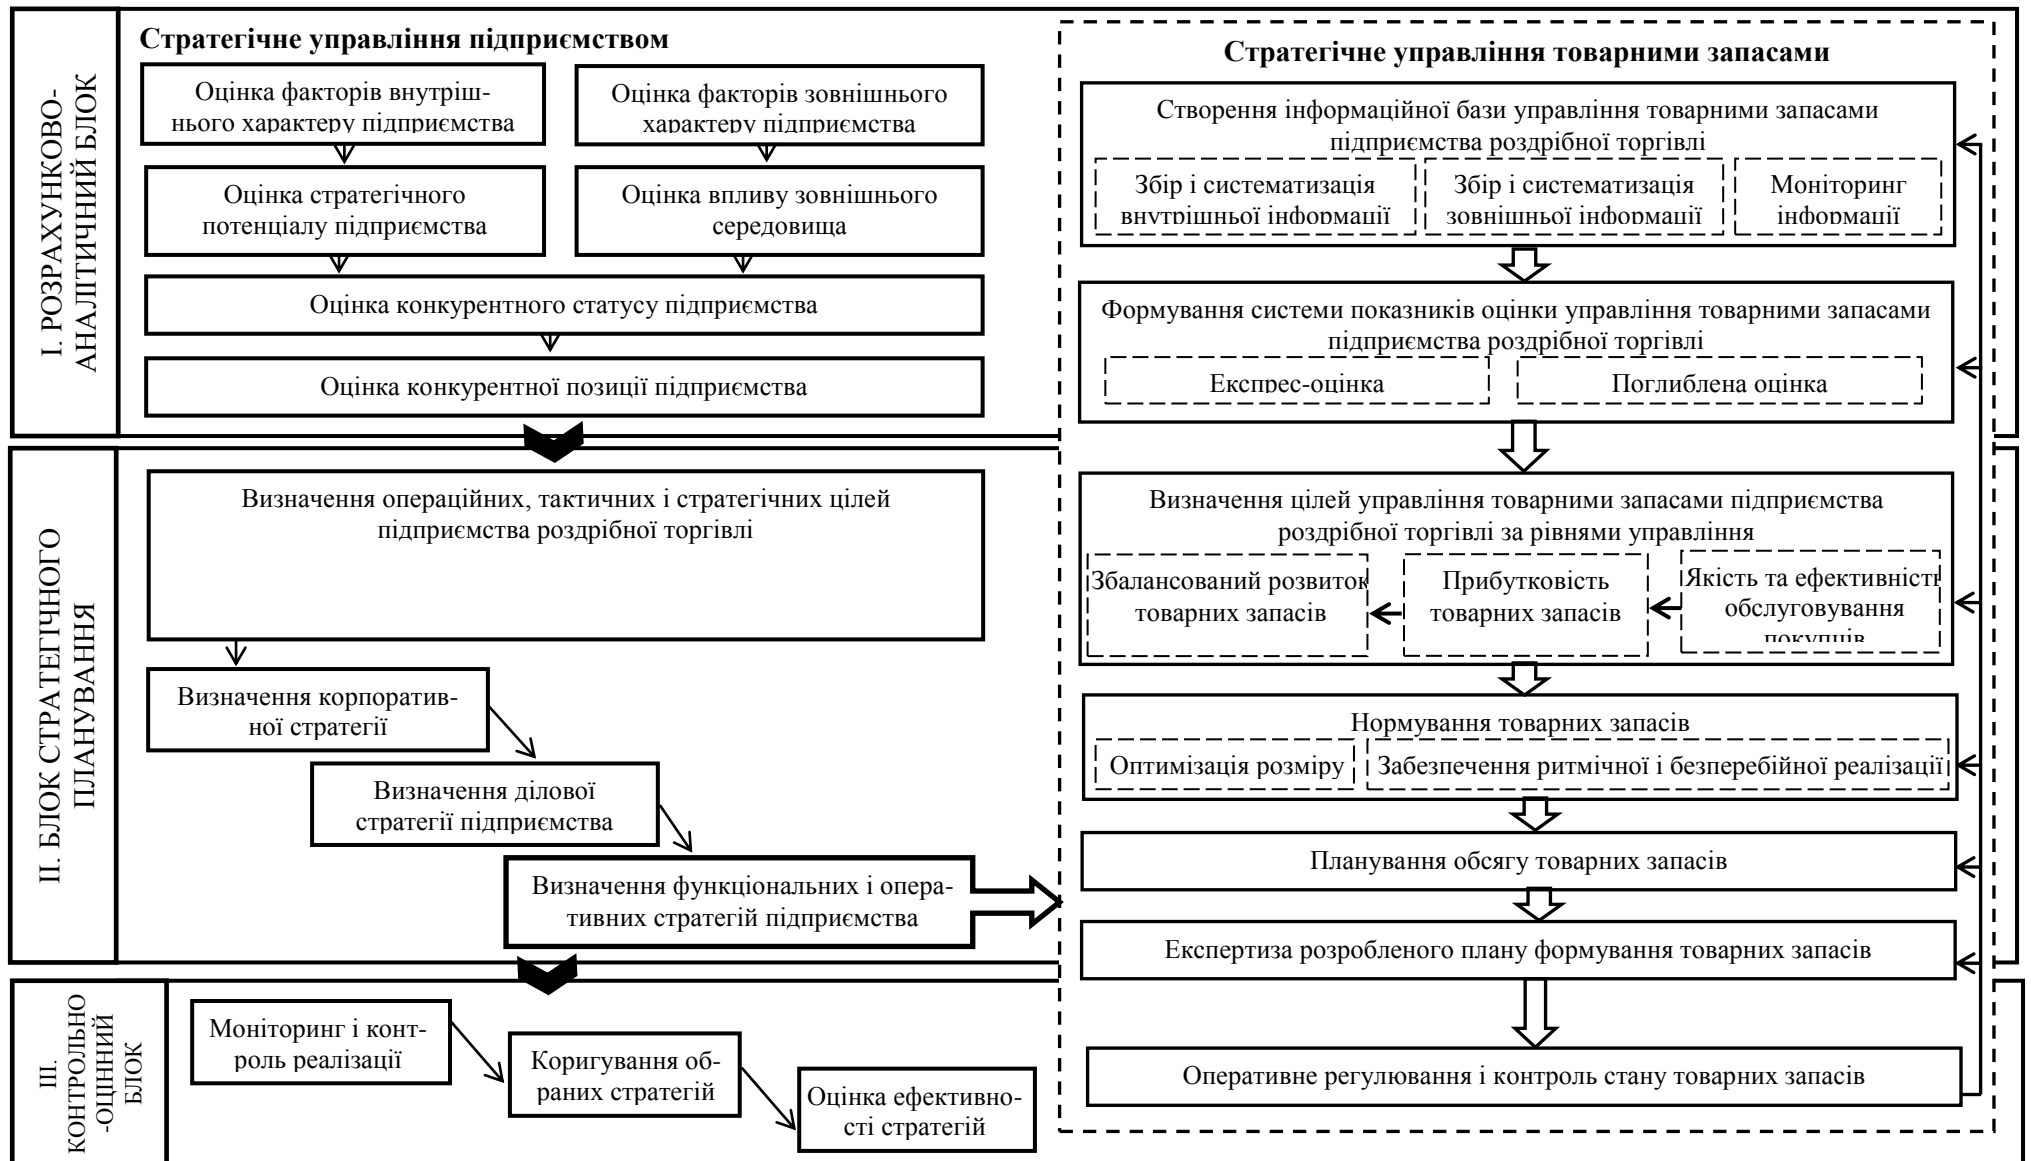 І. РОЗРАХУНКОВО-
АНАЛІТИЧНИЙ БЛОК
Стратегічне управління підприємством
Оцінка факторів внутріш-
нього характеру підприємства
Оцінка факторів зовнішнього
характеру підприємства
Оцінка стратегічного
потенціалу підприємства
Оцінка впливу зовнішнього
середовища
Оцінка конкурентного статусу підприємства
Оцінка конкурентної позиції підприємства
ІІ. БЛОК СТРАТЕГІЧНОГО
ПЛАНУВАННЯ
Визначення операційних, тактичних і стратегічних цілей
підприємства роздрібної торгівлі
Визначення корпоратив-
ної стратегії
Визначення ділової
стратегії підприємства
Визначення функціональних і опера-
тивних стратегій підприємства
ІІІ.
КОНТРОЛЬНО
-ОЦІННИЙ
БЛОК
Моніторинг і конт-
роль реалізації
Коригування об-
раних стратегій
Оцінка ефективно-
сті стратегій
Стратегічне управління товарними запасами
Створення інформаційної бази управління товарними запасами
підприємства роздрібної торгівлі
Збір і систематизація
внутрішньої інформації
Збір і систематизація
зовнішньої інформації
Моніторинг
інформації
Формування системи показників оцінки управління товарними запасами
підприємства роздрібної торгівлі
Експрес-оцінка
Поглиблена оцінка
Визначення цілей управління товарними запасами підприємства
роздрібної торгівлі за рівнями управління
Збалансований розвиток
товарних запасів
Прибутковість
товарних запасів
Якість та ефективність
обслуговування
покупців
Нормування товарних запасів
Оптимізація розміру
Забезпечення ритмічної і безперебійної реалізації
Планування обсягу товарних запасів
Експертиза розробленого плану формування товарних запасів
Оперативне регулювання і контроль стану товарних запасів